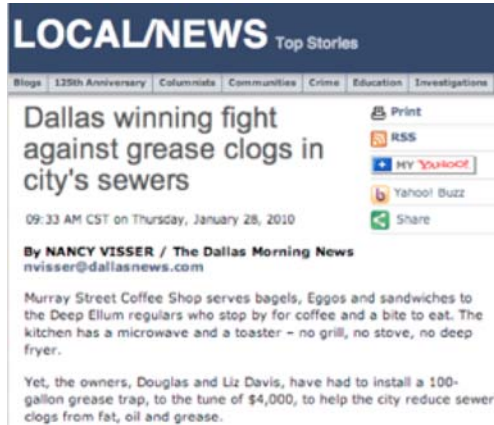 LOCAL/NEWS Top Stories
Blogs 125th Anniversary Columnists Communities Crime Education Investigations
Dallas winning fight
against grease clogs in
city's sewers
Print
RSS
+ MY YAHOO!
b Yahoo! Buzz
Share
09:33 AM CST on Thursday, January 28, 2010
By NANCY VISSER / The Dallas Morning News
nvisser@dallasnews.com
Murray Street Coffee Shop serves bagels, Eggos and sandwiches to
the Deep Ellum regulars who stop by for coffee and a bite to eat. The
kitchen has a microwave and a toaster – no grill, no stove, no deep
fryer.
Yet, the owners, Douglas and Liz Davis, have had to install a 100-
gallon grease trap, to the tune of $4,000, to help the city reduce sewer
clogs from fat, oil and grease.